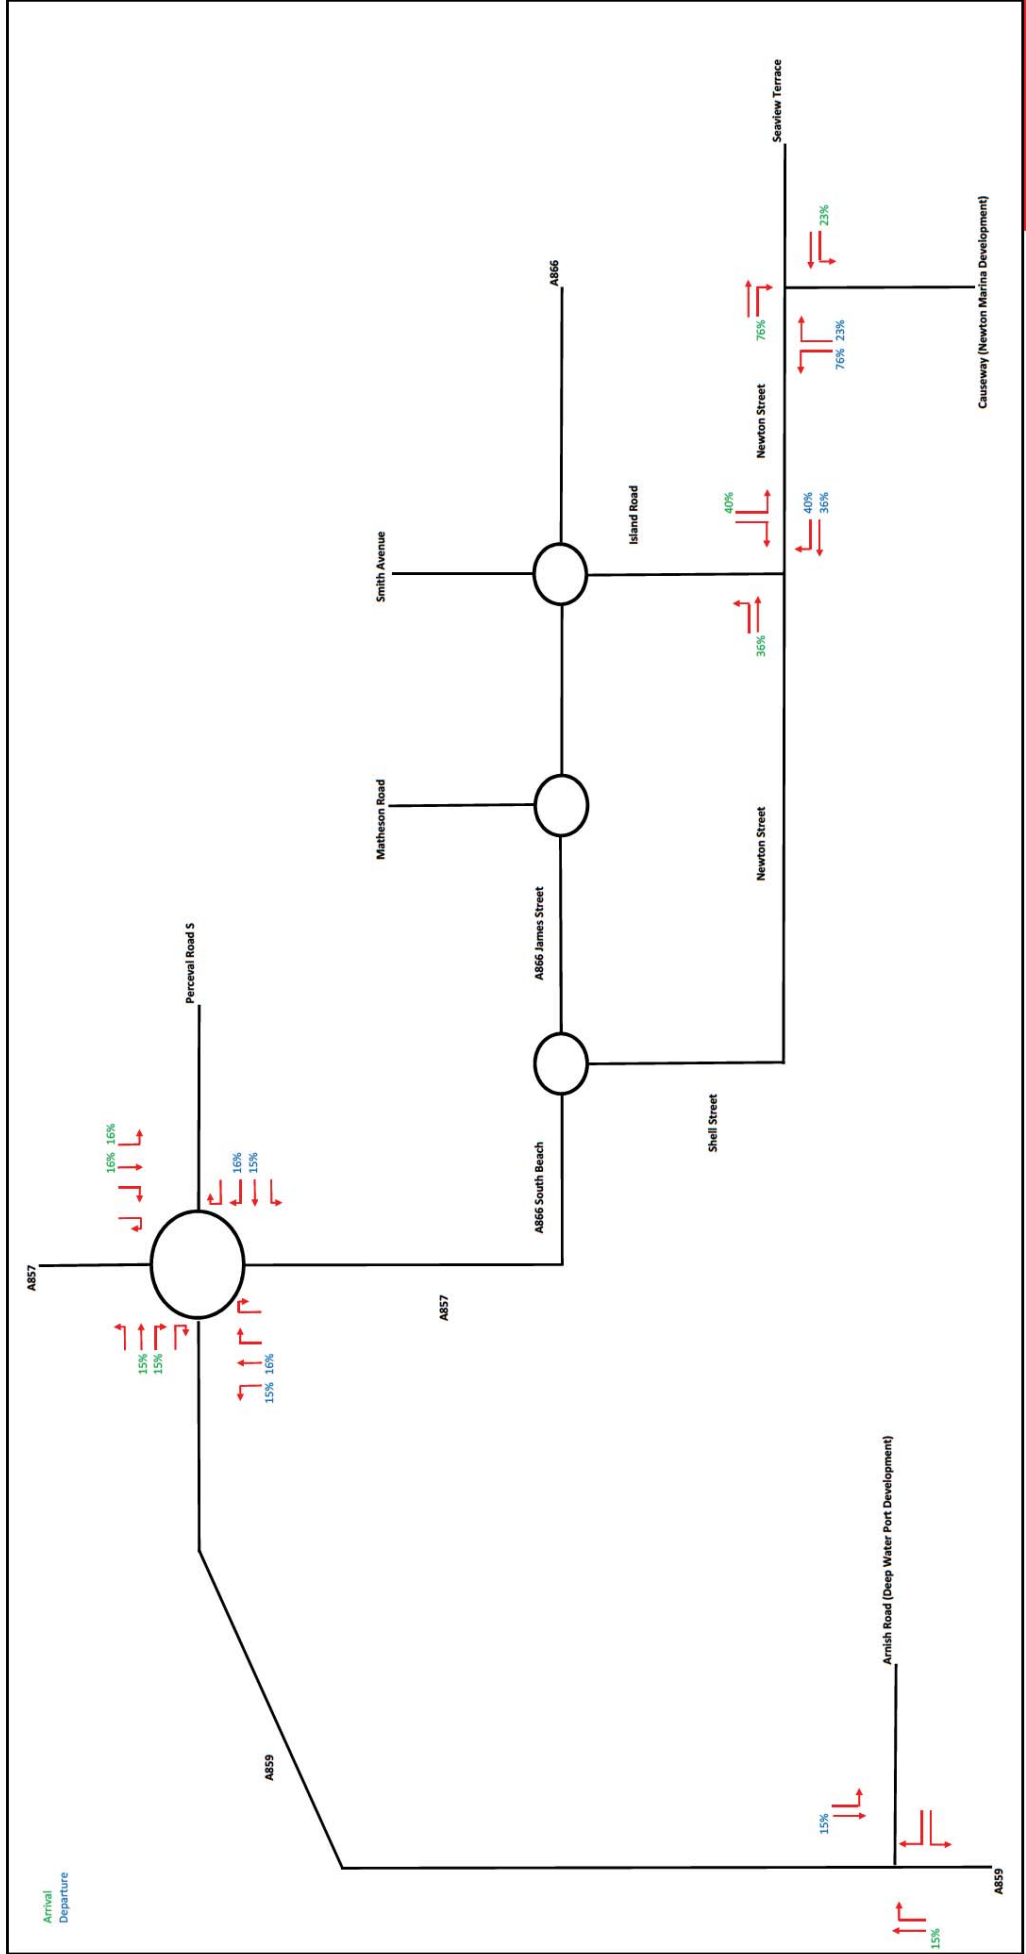 Arrival
Departure
A857
Perceval Road S
16% 16%
16%
15%
15%
15%
15% 16%
A857
A859
A866 South Beach
A866 James Street
Matheson Road
Smith Avenue
A866
Shell Street
Island Road
Newton Street
Newton Street
Seaview Terrace
40%
36%
40%
36%
76%
76% 23%
23%
Causeway (Newton Marina Development)
Arnish Road (Deep Water Port Development)
15%
15%
A859